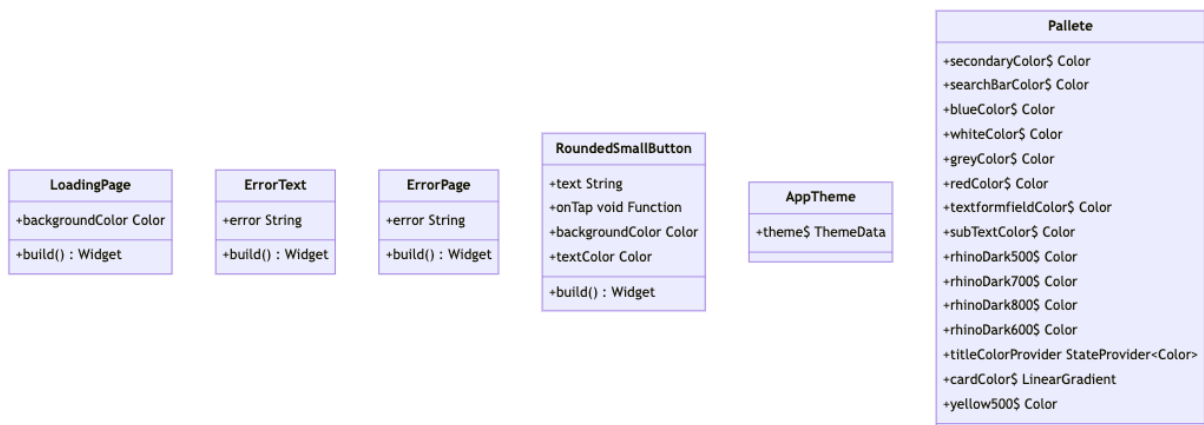 LoadingPage
+backgroundColor Color
+build() : Widget
ErrorText
+error String
+build() : Widget
ErrorPage
+error String
+build() : Widget
RoundedSmallButton
+text String
+onTap void Function
+backgroundColor Color
+textColor Color
+build() : Widget
AppTheme
+theme$ ThemeData
Pallete
+secondaryColor$ Color
+searchBarColor$ Color
+blueColor$ Color
+whiteColor$ Color
+greyColor$ Color
+redColor$ Color
+textformfieldColor$ Color
+subTextColor$ Color
+rhinoDark500$ Color
+rhinoDark700$ Color
+rhinoDark800$ Color
+rhinoDark600$ Color
+titleColorProvider StateProvider<Color>
+cardColor$ LinearGradient
+yellow500$ Color